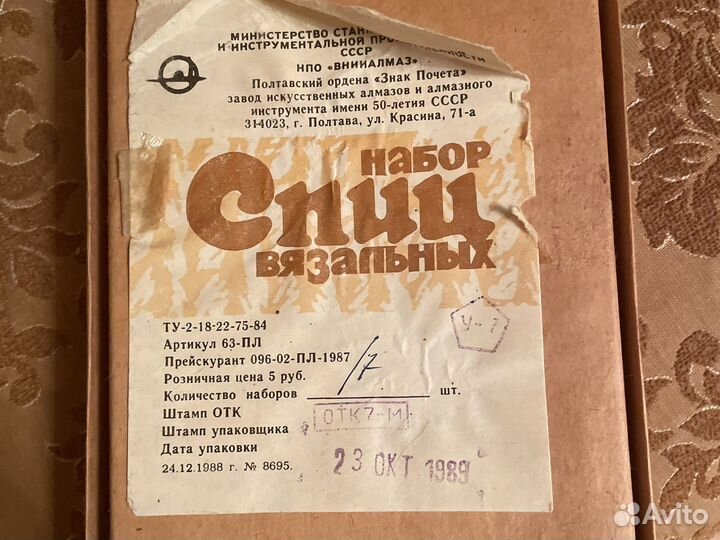 МИНИСТЕРСТВО
И ИНСТРУМЕНТАЛЬНОЙ
СССР
НПО «ВНИИАЛМАЗ»
Полтавский ордена «Знак Почета»
завод искусственных алмазов и алмазного
инструмента имени 50-летия СССР
314023, г. Полтава, ул. Красина, 71-а
НАБОР
Спиц
ВЯЗАЛЬНЫХ
ТУ-2-18-22-75-84
Артикул 63-ПЛ
Прейскурант 096-02-ПЛ-1987
Розничная цена 5 руб.
Количество наборов шт.
Штамп ОТК ОТК7-М
Штамп упаковщика
Дата упаковки 23 ОКТ 1989
24.12.1988 г. № 8695.
Avito